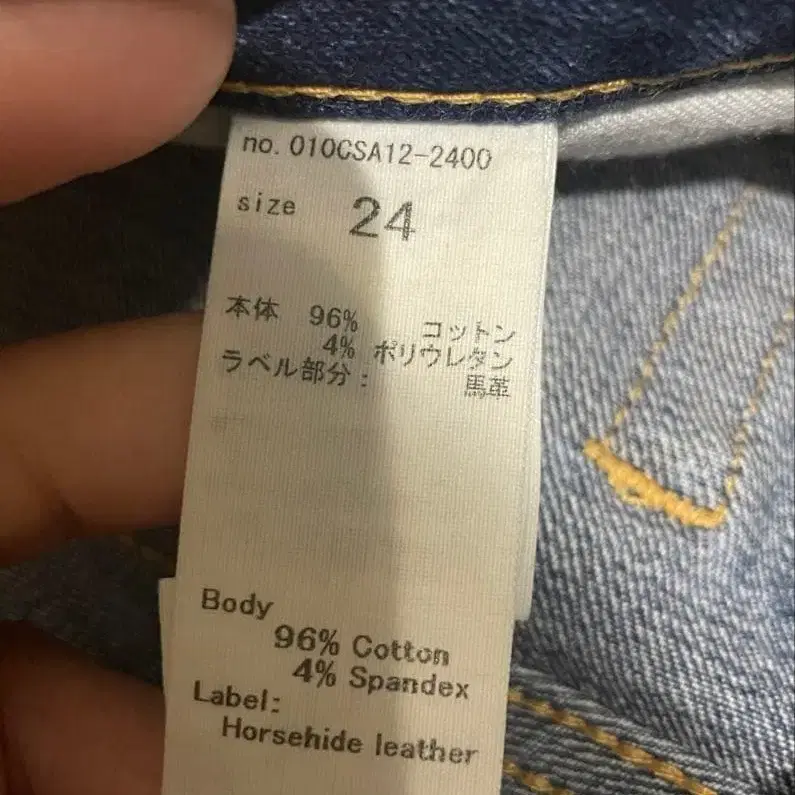 no. 010CSA12-2400
size 24
本体 96% コットン
4% ポリウレタン
ラベル部分: 馬革
Body
96% Cotton
4% Spandex
Label:
Horsehide leather